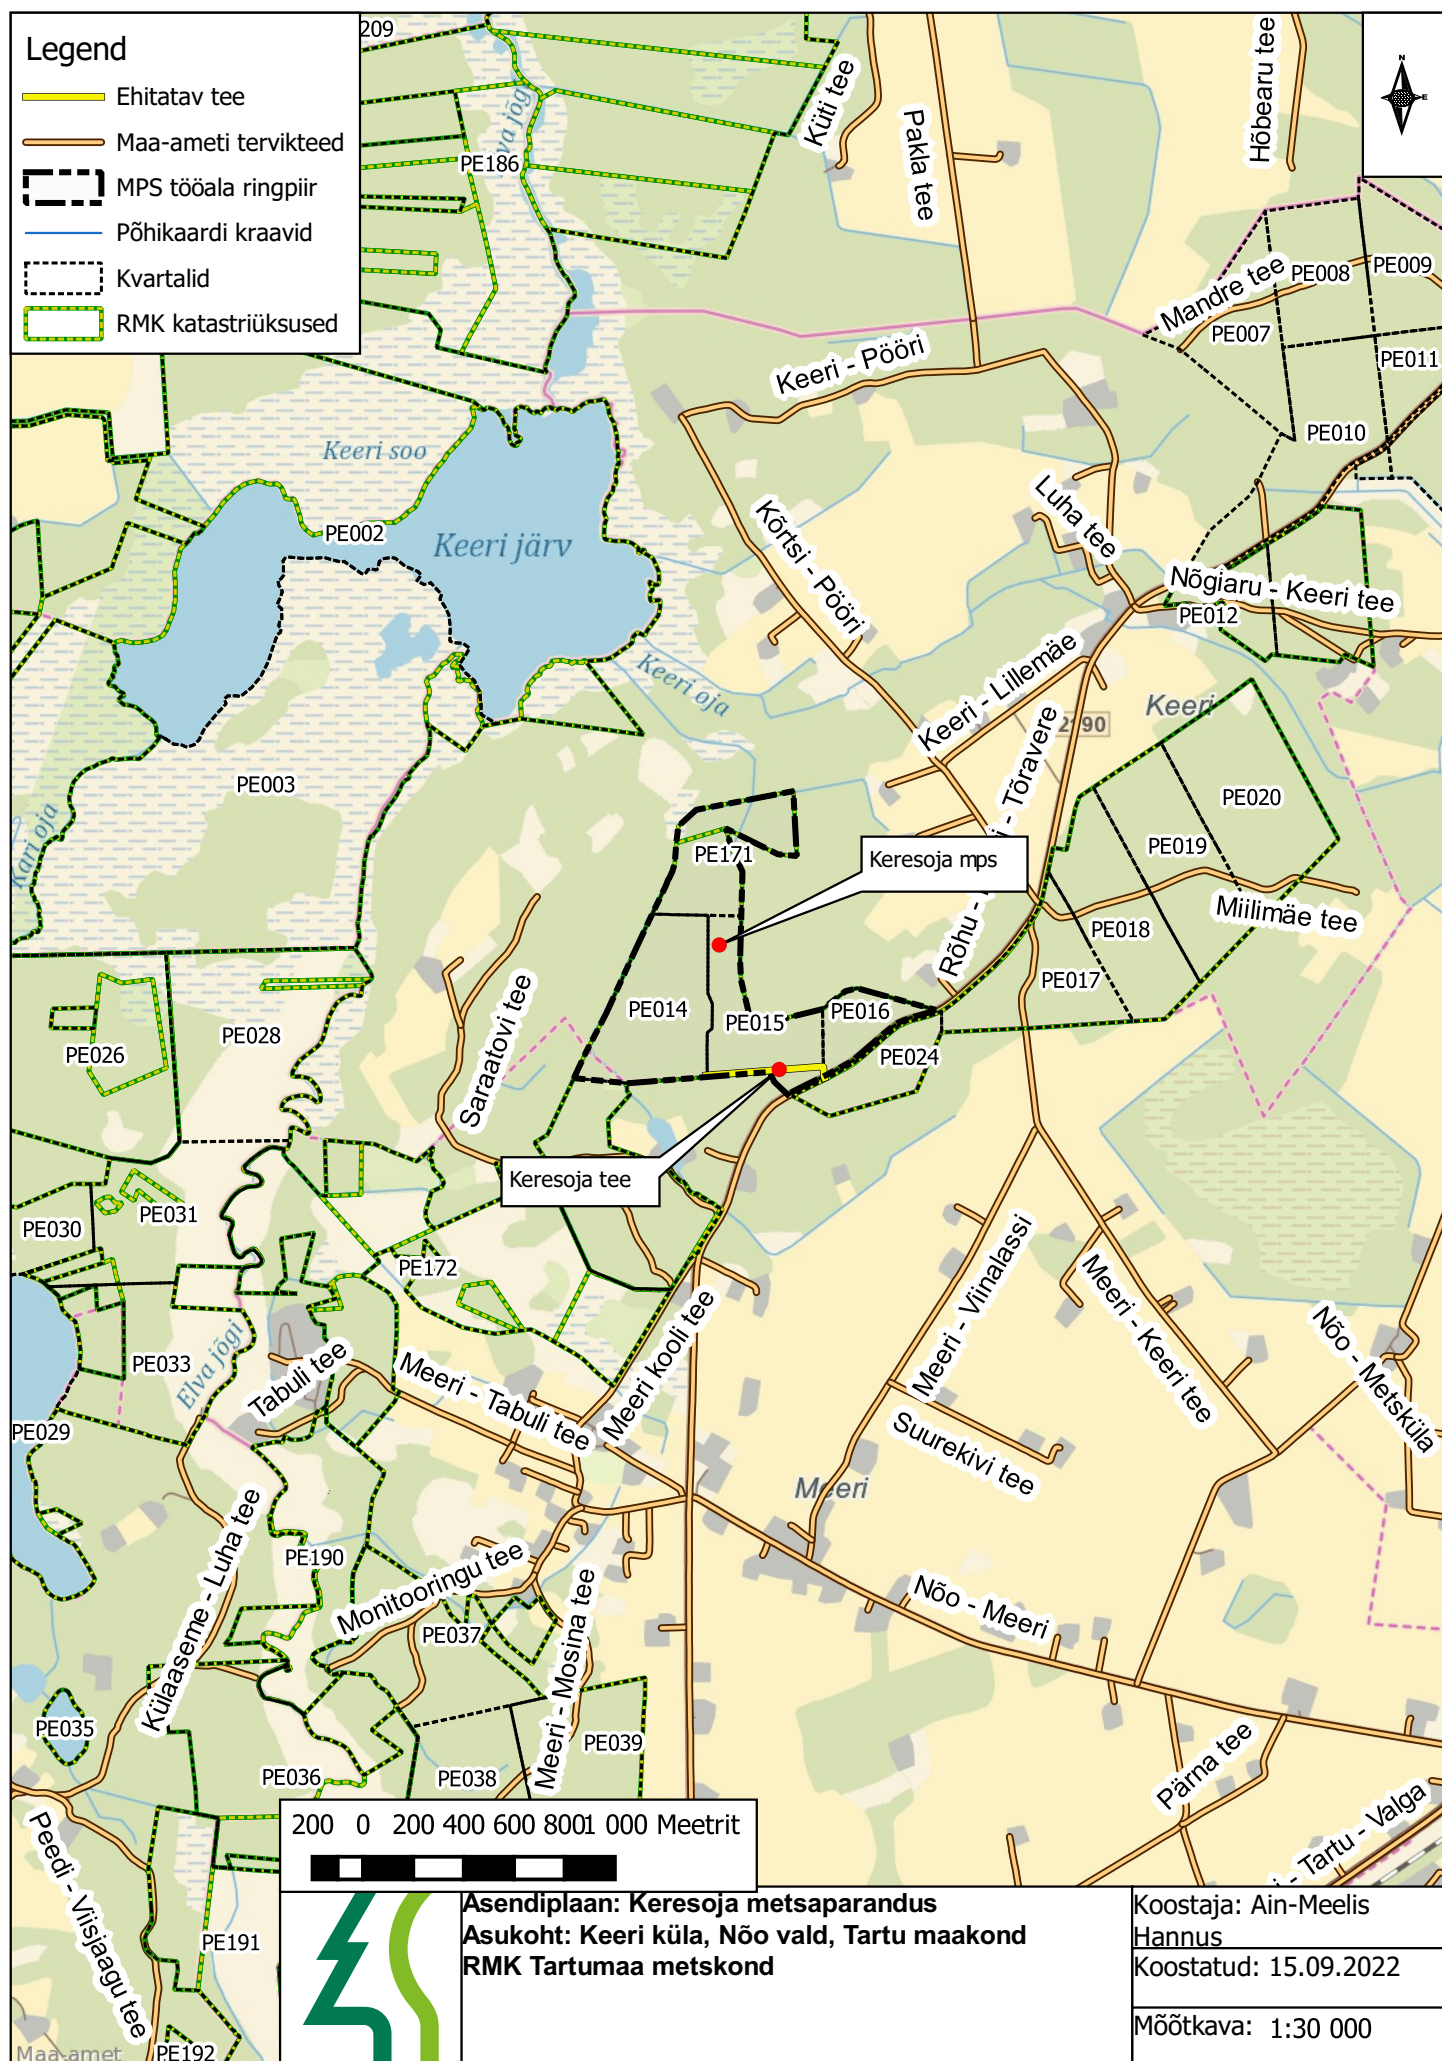 Legend
Ehitatav tee
Maa-ameti tervikteed
MPS tööala ringpiir
Põhikaardi kraavid
Kvartalid
RMK katastriüksused
209
N
E
Küti tee
Pakla tee
Hõbearu tee
PE186
Mandre tee
PE008
PE009
PE007
PE011
Keeri - Pööri
PE010
Keeri soo
PE002
Keeri järv
Kõrtsi - Pööri
Luha tee
Nõgiaru - Keeri tee
PE012
Keeri oja
Keeri - Lillemäe
Keeri
PE003
PE020
Kari oja
PE171
PE019
Keresoja mps
Miilimäe tee
PE018
PE017
Saraatovi tee
PE014
PE015
PE016
PE024
PE028
PE026
Keresoja tee
PE030
PE031
PE172
Meeri - Viinalassi
Meeri - Keeri tee
Nõo - Metsküla
PE033
Elva jõgi
Tabuli tee
Meeri - Tabuli tee
Meeri kooli tee
PE029
Suurekivi tee
Meeri
Külaaseme - Luha tee
PE190
Monitooringu tee
Meeri - Mosina tee
Nõo - Meeri
PE037
PE035
PE039
PE036
PE038
Pärna tee
Peedi - Viisjaagu tee
- Tartu - Valga
200 0 200 400 600 800 1 000 Meetrit
PE191
PE192
Maa-amet
Asendiplaan: Keresoja metsaparandus
Asukoht: Keeri küla, Nõo vald, Tartu maakond
RMK Tartumaa metskond
Koostaja: Ain-Meelis
Hannus
Koostatud: 15.09.2022
Mõõtkava: 1:30 000